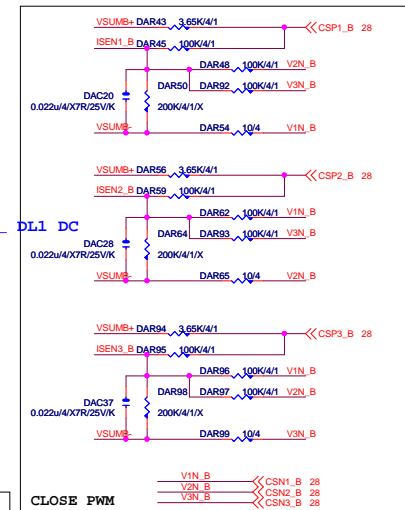 VSUMB+ DAR43 3.65K/4/1 CSP1_B 28
ISEN1_B DAR45 100K/4/1
DAR48 100K/4/1 V2N_B
DAC20 DAR50 DAR92 100K/4/1 V3N_B
0.022u/4/X7R/25V/K 200K/4/1/X
VSUMB- DAR54 10/4 V1N_B
VSUMB+ DAR56 3.65K/4/1 CSP2_B 28
ISEN2_B DAR59 100K/4/1
DAR62 100K/4/1 V1N_B
DL1 DC
DAC28 DAR64 DAR93 100K/4/1 V3N_B
0.022u/4/X7R/25V/K 200K/4/1/X
VSUMB- DAR65 10/4 V2N_B
VSUMB+ DAR94 3.65K/4/1 CSP3_B 28
ISEN3_B DAR95 100K/4/1
DAR96 100K/4/1 V1N_B
DAC37 DAR98 DAR97 100K/4/1 V2N_B
0.022u/4/X7R/25V/K 200K/4/1/X
VSUMB- DAR99 10/4 V3N_B
V1N_B CSN1_B 28
V2N_B CSN2_B 28
V3N_B CSN3_B 28
CLOSE PWM